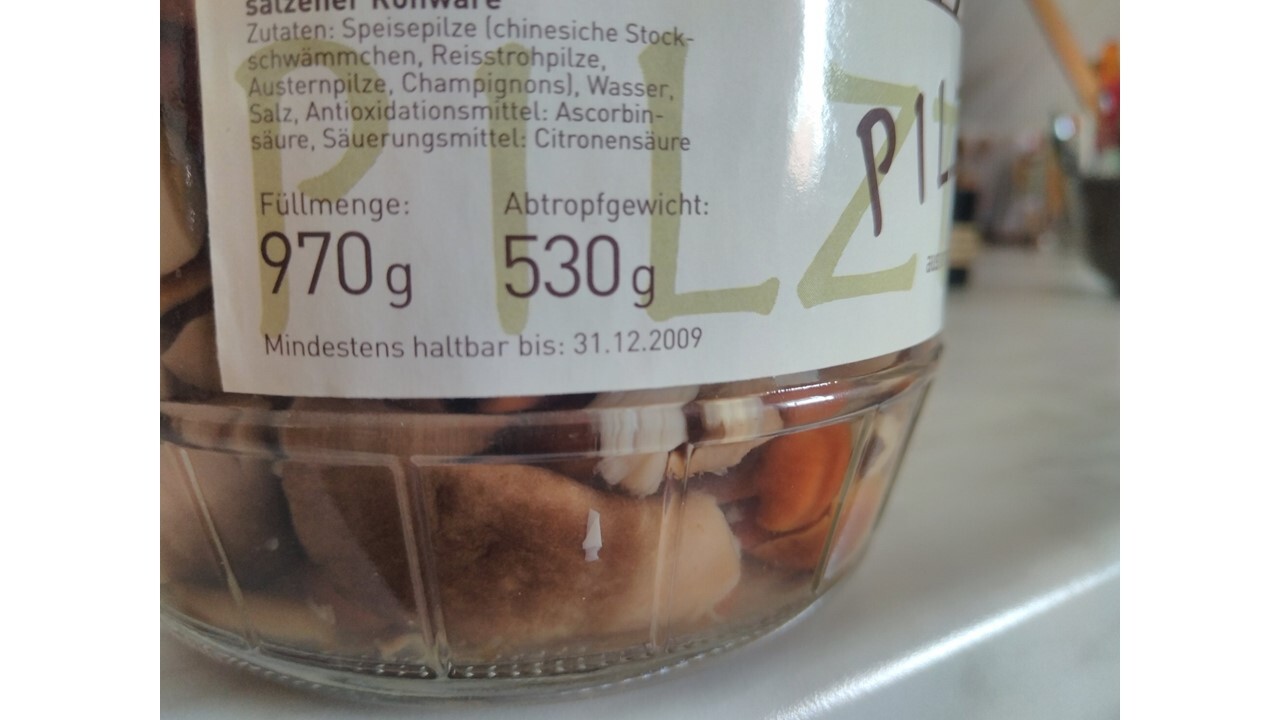 salzener Rohware
Zutaten: Speisepilze (chinesiche Stock-
schwämmchen, Reisstrohpilze,
Austernpilze, Champignons), Wasser,
Salz, Antioxidationsmittel: Ascorbin-
säure, Säuerungsmittel: Citronensäure
PILZ
PILZ
Füllmenge: Abtropfgewicht:
970 g 530 g
Mindestens haltbar bis: 31.12.2009